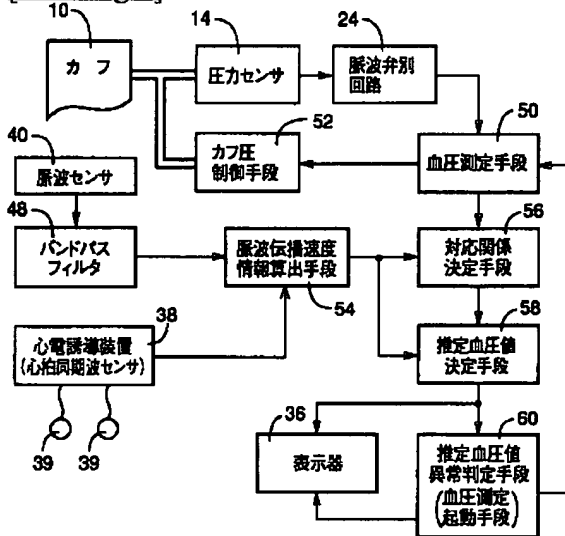 10
14
24
カフ
圧力センサ
脈波弁別
回路
50
52
40
カフ圧
制御手段
血圧測定手段
脈波センサ
48
56
バンドパス
フィルタ
脈波伝播速度
情報算出手段
対応関係
決定手段
54
58
38
心電誘導装置
(心拍同期波センサ)
推定血圧値
決定手段
36
60
39
39
表示器
推定血圧値
異常判定手段
(血圧測定
起動手段)